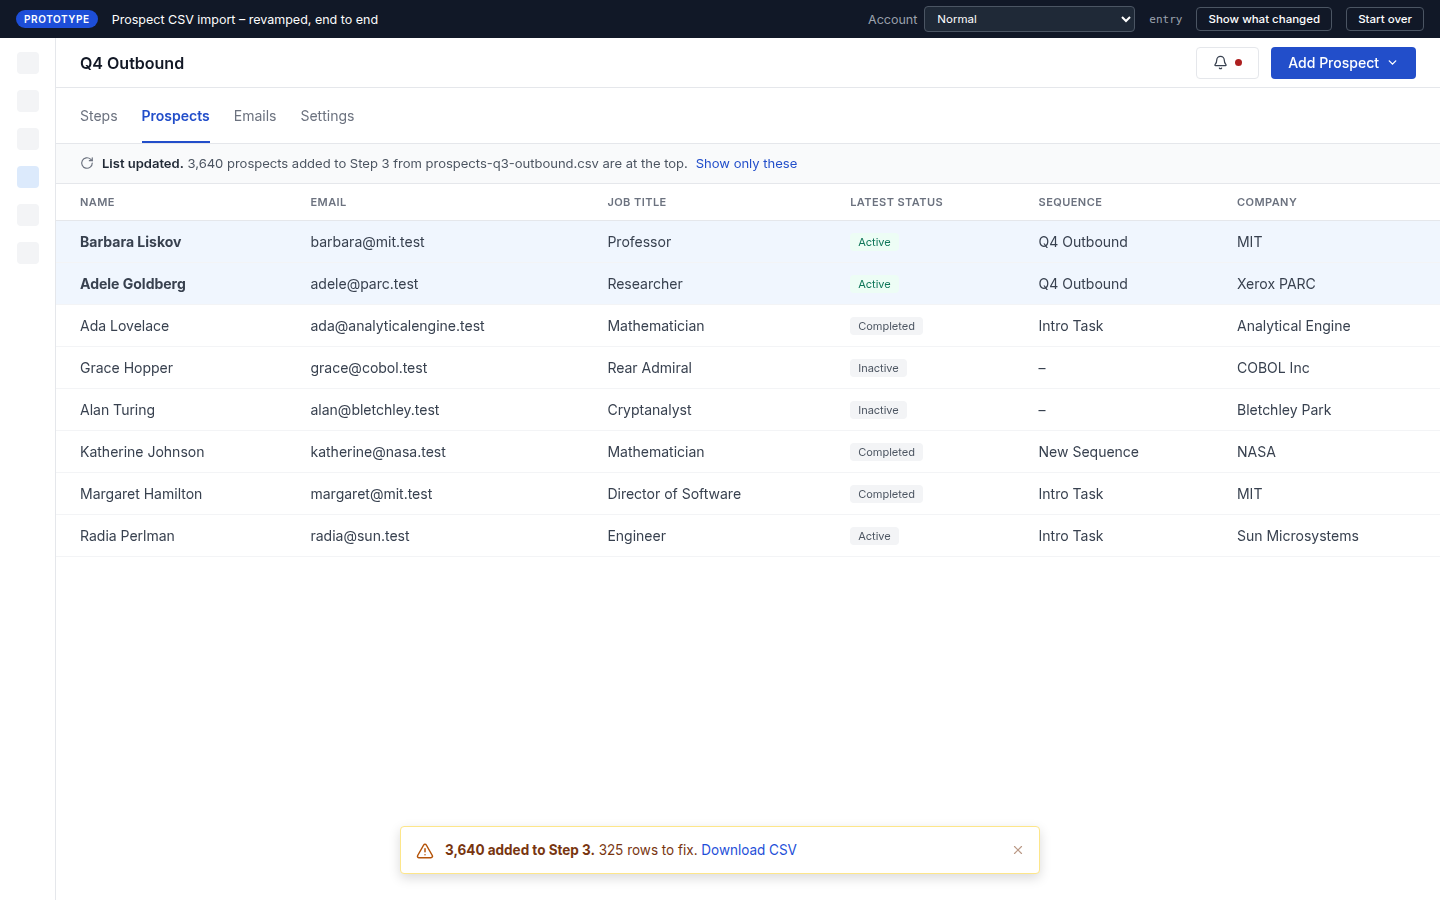 PROTOTYPE Prospect CSV import – revamped, end to end Account Normal entry Show what changed Start over
Q4 Outbound Add Prospect
Steps Prospects Emails Settings
List updated. 3,640 prospects added to Step 3 from prospects-q3-outbound.csv are at the top. Show only these
NAME EMAIL JOB TITLE LATEST STATUS SEQUENCE COMPANY
Barbara Liskov barbara@mit.test Professor Active Q4 Outbound MIT
Adele Goldberg adele@parc.test Researcher Active Q4 Outbound Xerox PARC
Ada Lovelace ada@analyticalengine.test Mathematician Completed Intro Task Analytical Engine
Grace Hopper grace@cobol.test Rear Admiral Inactive – COBOL Inc
Alan Turing alan@bletchley.test Cryptanalyst Inactive – Bletchley Park
Katherine Johnson katherine@nasa.test Mathematician Completed New Sequence NASA
Margaret Hamilton margaret@mit.test Director of Software Completed Intro Task MIT
Radia Perlman radia@sun.test Engineer Active Intro Task Sun Microsystems
3,640 added to Step 3. 325 rows to fix. Download CSV